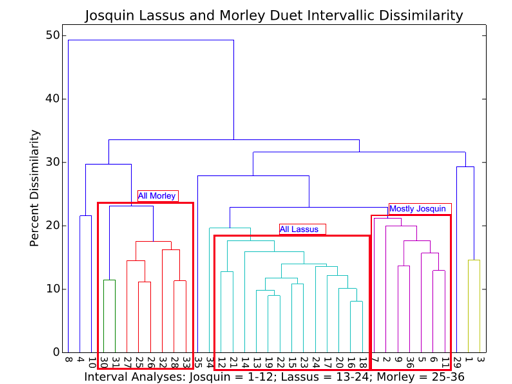 Josquin Lassus and Morley Duet Intervallic Dissimilarity
50
40
30
20
10
0
Percent Dissimilarity
All Morley
Mostly Josquin
All Lassus
8 4 10 30 31 27 25 26 32 28 33 35 34 12 21 14 13 19 22 15 23 24 17 20 16 18 7 2 9 36 5 6 11 29 1 3
Interval Analyses: Josquin = 1-12; Lassus = 13-24; Morley = 25-36